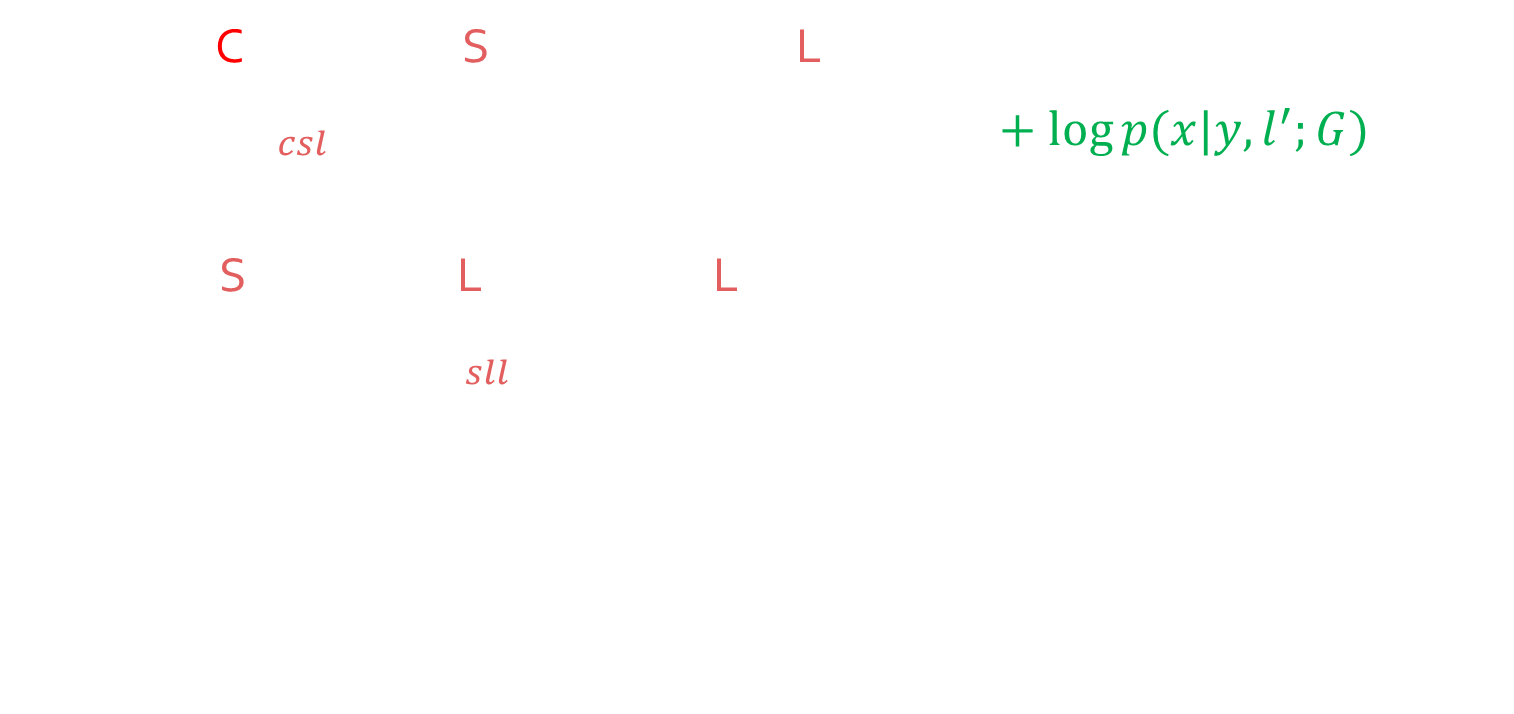 C S L
+ log p(x|y, l′; G)
csl
S L L
sll